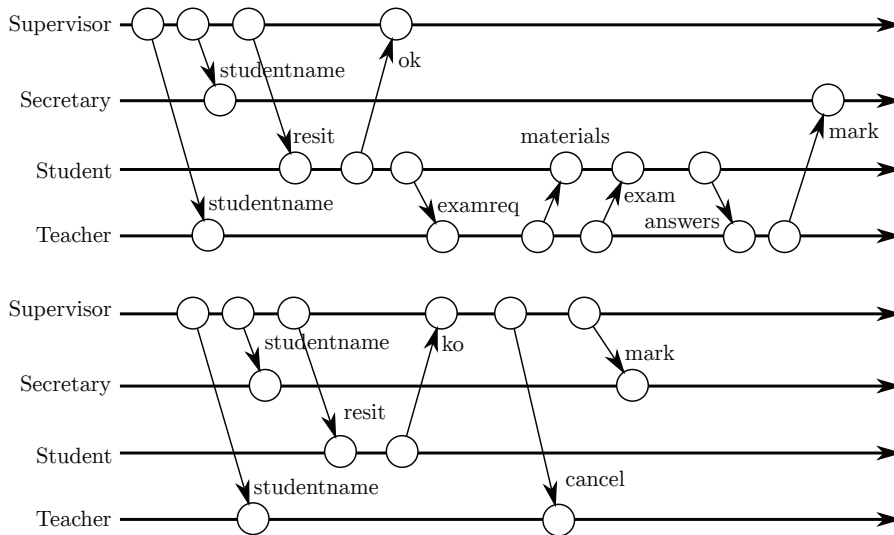 Supervisor
ok
studentname
Secretary
mark
resit
materials
Student
studentname
examreq
exam
answers
Teacher
Supervisor
studentname
ko
mark
Secretary
resit
Student
studentname
cancel
Teacher